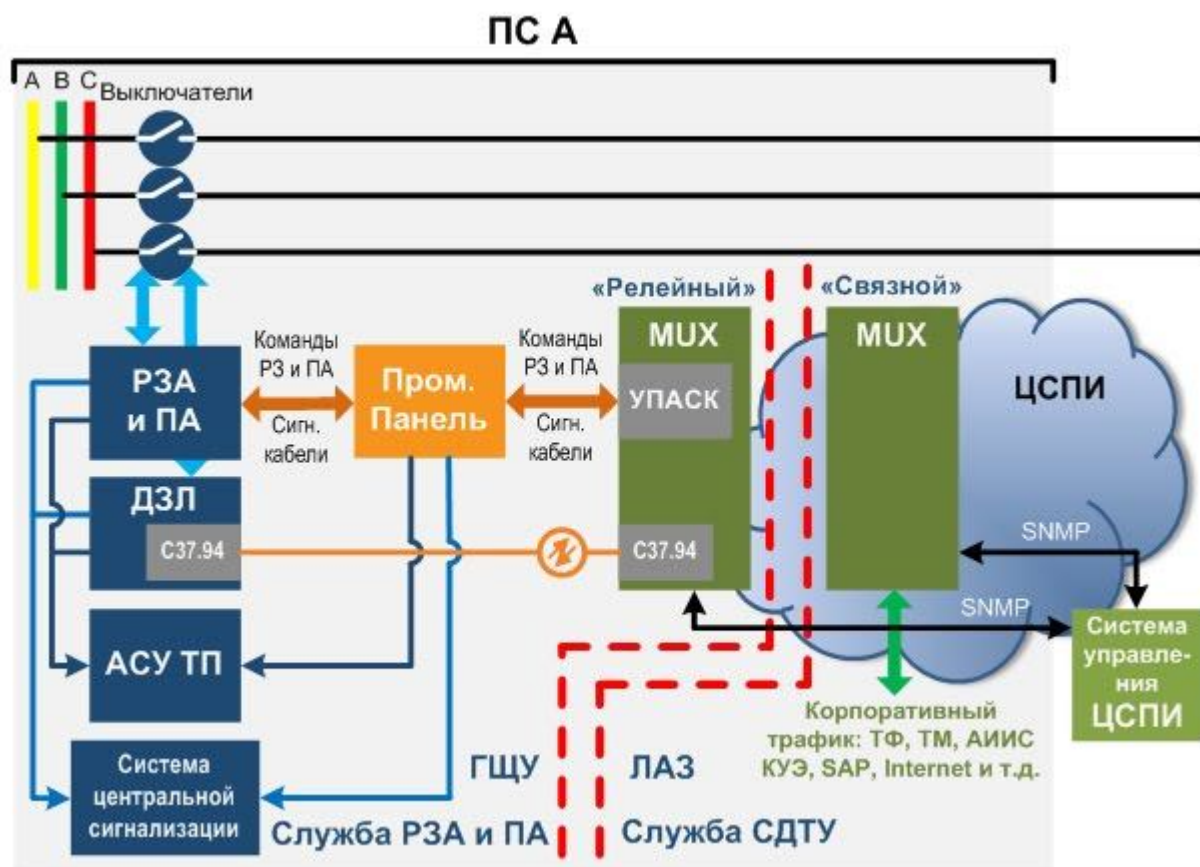 ПС А
А В С
Выключатели
«Релейный»
«Связной»
MUX
MUX
Команды
РЗ и ПА
Команды
РЗ и ПА
РЗА
и ПА
Пром.
Панель
УПАСК
ЦСПИ
Сигн.
кабели
Сигн.
кабели
ДЗЛ
С37.94
С37.94
SNMP
SNMP
Система
управле-
ния
ЦСПИ
АСУ ТП
Корпоративный
трафик: ТФ, ТМ, АИИС
КУЭ, SAP, Internet и т.д.
Система
центральной
сигнализации
ГЩУ
ЛАЗ
Служба РЗА и ПА
Служба СДТУ